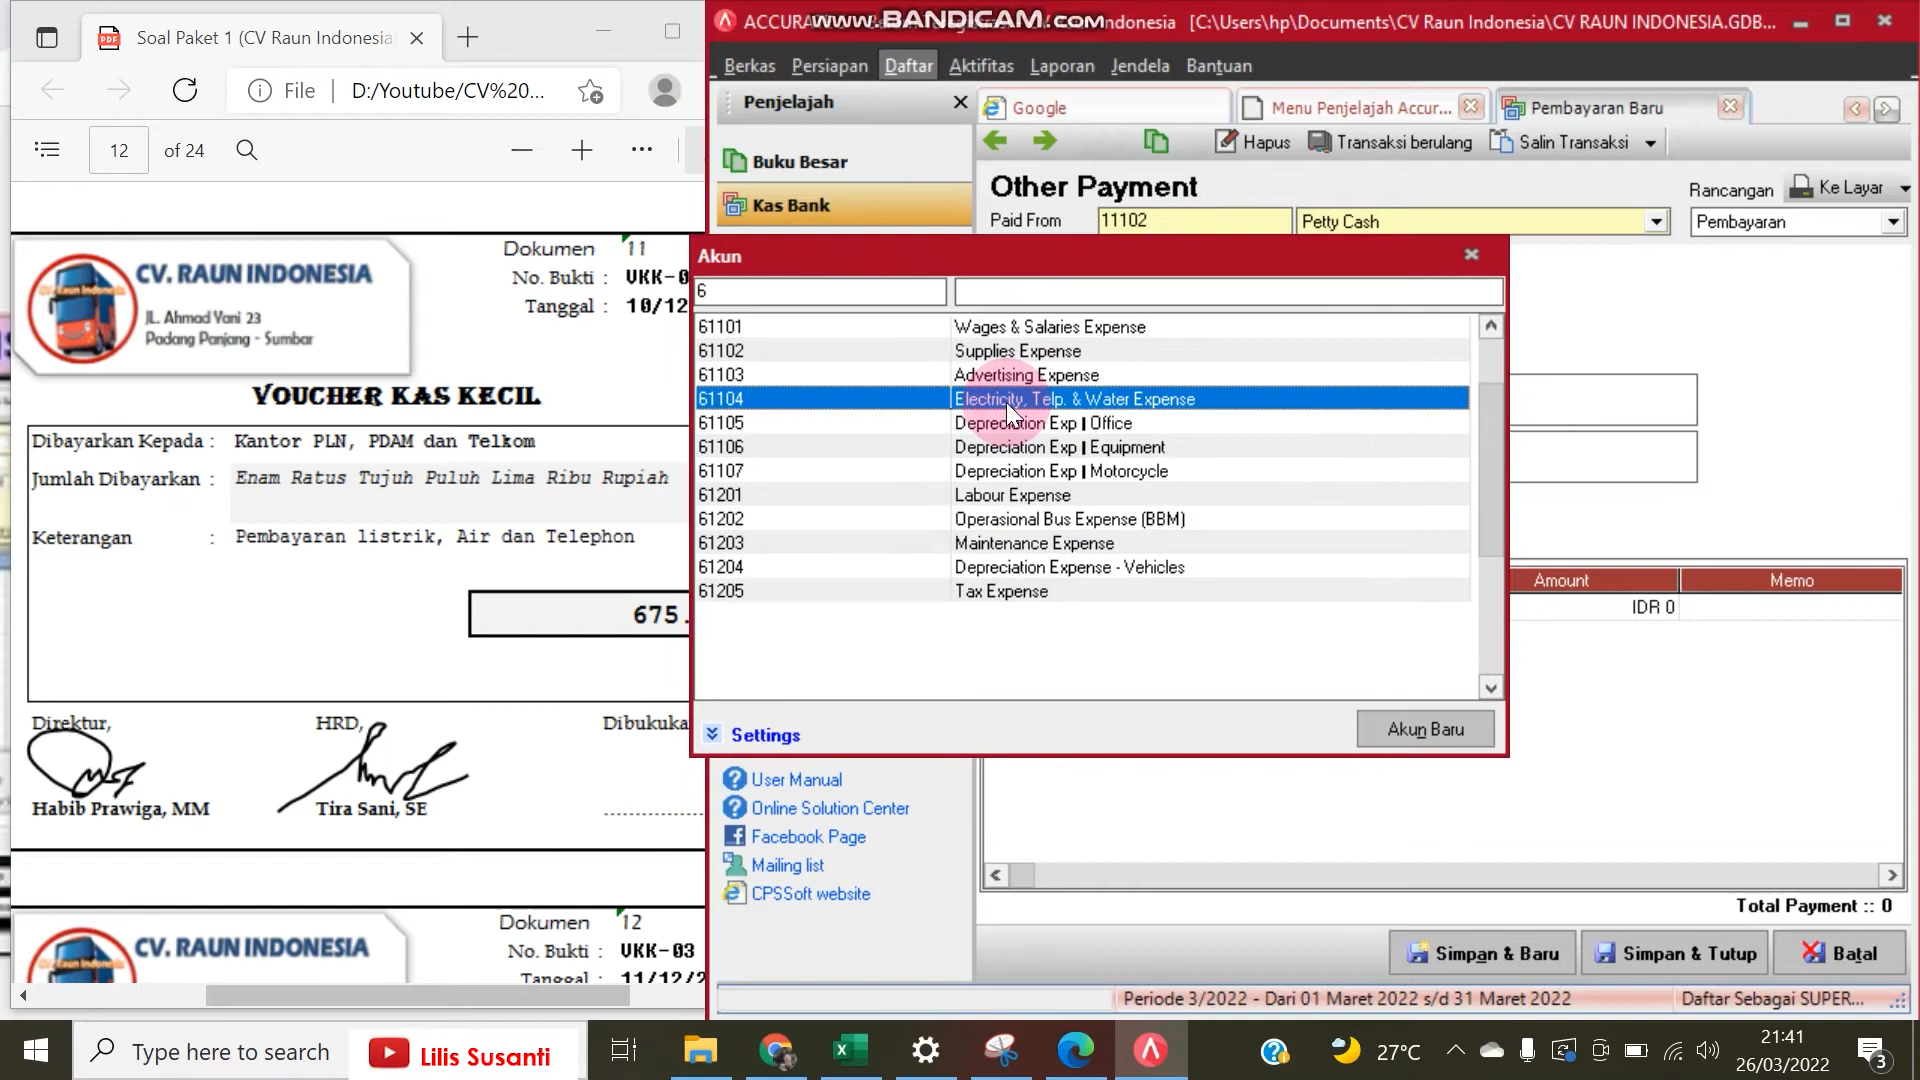 Soal Paket 1 (CV Raun Indonesia
File
D:/Youtube/CV%20...
12
of 24
Dokumen 11
No. Bukti : VKK-0
Tanggal : 10/12
CV. RAUN INDONESIA
JL. Ahmad Yani 23
Padang Panjang - Sumbar
VOUCHER KAS KECIL
Dibayarkan Kepada : Kantor PLN, PDAM dan Telkom
Jumlah Dibayarkan : Enam Ratus Tujuh Puluh Lima Ribu Rupiah
Keterangan : Pembayaran listrik, Air dan Telephon
675.
Direktur,
HRD,
Dibukuka
Habib Prawiga, MM
Tira Sani, SE
Dokumen 12
No. Bukti : VKK-03
Tanggal : 11/12/2
CV. RAUN INDONESIA
www.BANDICAM.com
ndonesia [C:\Users\hp\Documents\CV Raun Indonesia\CV RAUN INDONESIA.GDB...
Berkas Persiapan Daftar Aktifitas Laporan Jendela Bantuan
Penjelajah
Google
Menu Penjelajah Accur...
Pembayaran Baru
Buku Besar
Kas Bank
Hapus
Transaksi berulang
Salin Transaksi
Other Payment
Rancangan
Ke Layar
Paid From
11102
Petty Cash
Pembayaran
Akun
6
61101 Wages & Salaries Expense
61102 Supplies Expense
61103 Advertising Expense
61104 Electricity, Telp. & Water Expense
61105 Depreciation Exp | Office
61106 Depreciation Exp | Equipment
61107 Depreciation Exp | Motorcycle
61201 Labour Expense
61202 Operasional Bus Expense (BBM)
61203 Maintenance Expense
61204 Depreciation Expense - Vehicles
61205 Tax Expense
Settings
Akun Baru
Amount
Memo
IDR 0
User Manual
Online Solution Center
Facebook Page
Mailing list
CPSSoft website
Total Payment :: 0
Simpan & Baru
Simpan & Tutup
Batal
Periode 3/2022 - Dari 01 Maret 2022 s/d 31 Maret 2022
Daftar Sebagai SUPER...
Type here to search
Lilis Susanti
27°C
21:41
26/03/2022
3